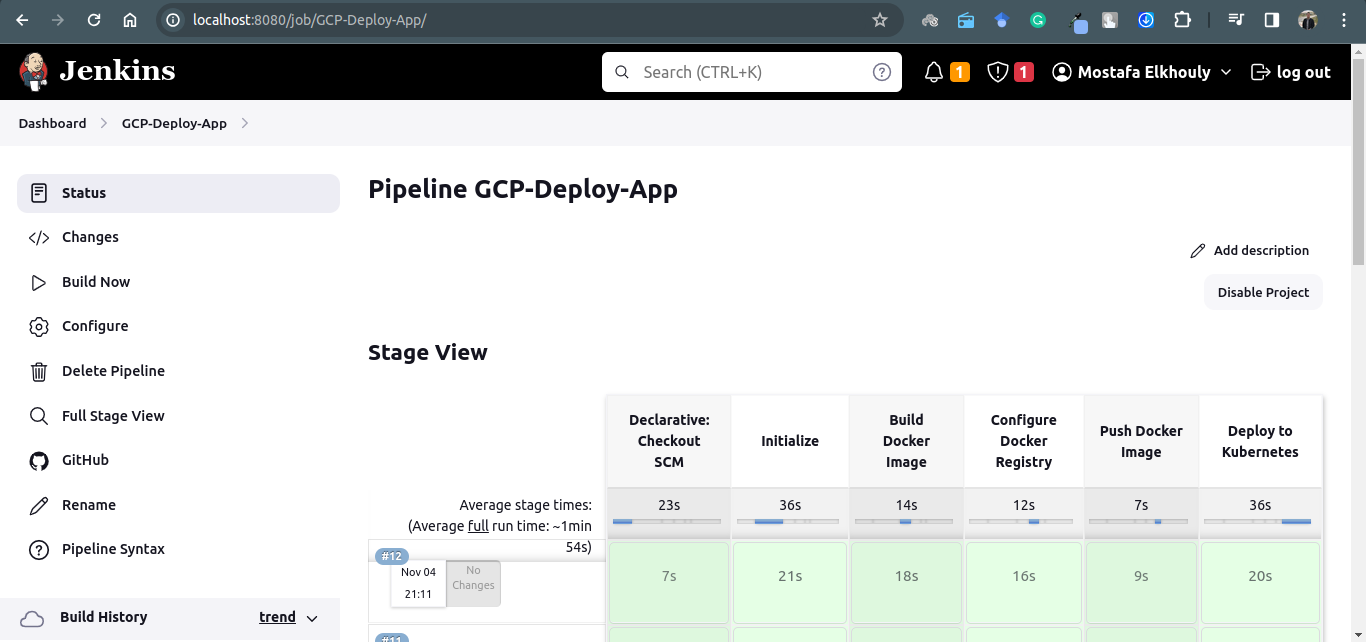 localhost:8080/job/GCP-Deploy-App/
Jenkins
Search (CTRL+K)
?
1
1
Mostafa Elkhouly
log out
Dashboard
GCP-Deploy-App
Status
Changes
Build Now
Configure
Delete Pipeline
Full Stage View
GitHub
Rename
Pipeline Syntax
Build History
trend
Pipeline GCP-Deploy-App
Add description
Disable Project
Stage View
Declarative:
Checkout
SCM
Initialize
Build
Docker
Image
Configure
Docker
Registry
Push Docker
Image
Deploy to
Kubernetes
Average stage times:
(Average full run time: ~1min
54s)
23s
36s
14s
12s
7s
36s
#12
Nov 04
21:11
No
Changes
7s
21s
18s
16s
9s
20s
#11